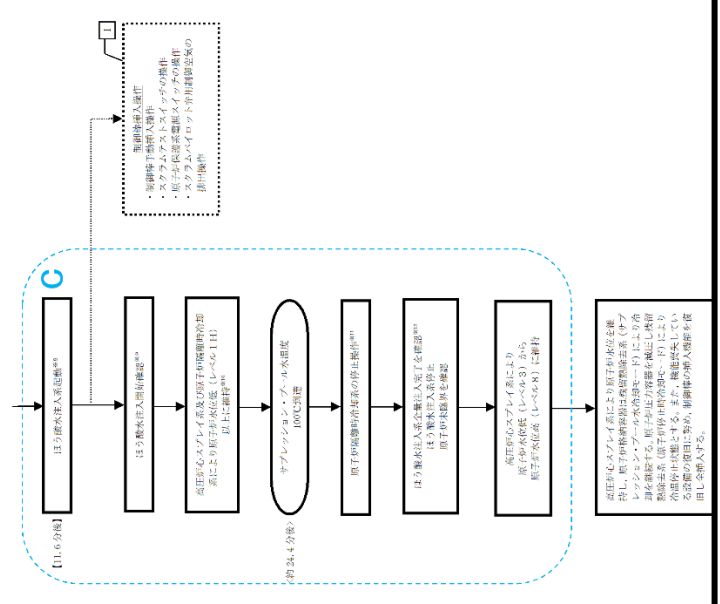 I
制御棒挿入操作
・制御棒手動挿入操作
・スクラムテストスイッチの操作
・原子炉保護系電源スイッチの操作
・スクラムパイロット弁用制御空気の
排出操作
C
ほう酸水注入系起動
【11.6分後】
ほう酸水注入開始確認
高圧炉心スプレイ系及び原子炉隔離時冷却
系により原子炉水位低（レベル1H）
以上に維持
サプレッション・プール水温度
100℃到達
〈約24.4分後〉
原子炉隔離時冷却系の停止操作
ほう酸水注入系全量注入完了を確認
ほう酸水注入系停止
原子炉未臨界を確認
高圧炉心スプレイ系により
原子炉水位低（レベル3）から
原子炉水位高（レベル8）に維持
高圧炉心スプレイ系により原子炉水位を維
持し，原子炉格納容器は残留熱除去系（サプ
レッション・プール水冷却モード）により冷
却を継続する。原子炉圧力容器を減圧し残留
熱除去系（原子炉停止時冷却モード）により
冷温停止状態とする。また，機能喪失してい
る設備の復旧に努め，制御棒の挿入機能を復
旧し全挿入する。